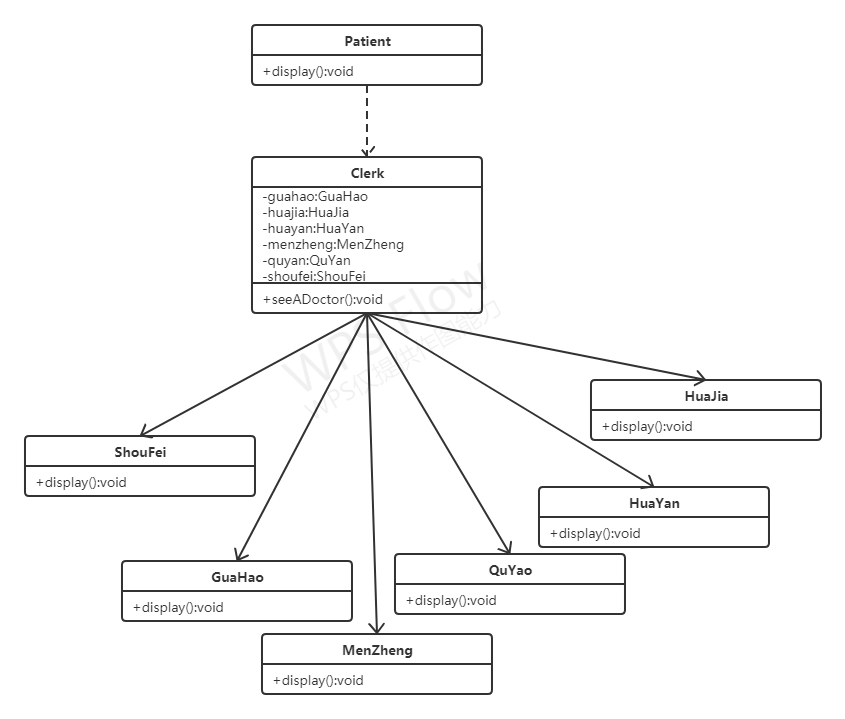 Patient
+display():void
Clerk
-guahao:GuaHao
-huajia:HuaJia
-huayan:HuaYan
-menzheng:MenZheng
-quyan:QuYan
-shoufei:ShouFei
+seeADoctor():void
WPS Flow
WPS仅提供作图能力
HuaJia
+display():void
ShouFei
+display():void
HuaYan
+display():void
QuYao
+display():void
GuaHao
+display():void
MenZheng
+display():void